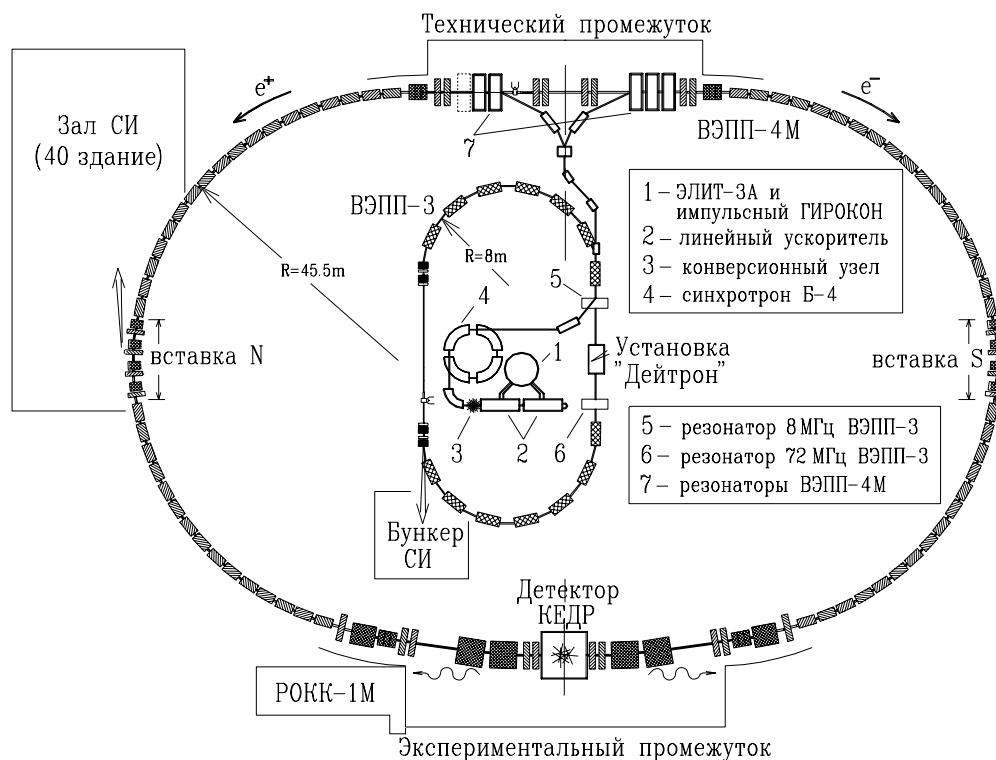 Технический промежуток
Зал СИ
(40 здание)
e+
e−
7
ВЭПП-4М
ВЭПП-3
R=45.5m
R=8m
1 – ЭЛИТ-3А и
импульсный ГИРОКОН
2 – линейный ускоритель
3 – конверсионный узел
4 – синхротрон Б-4
5
4
1
вставка N
Установка
"Дейтрон"
вставка S
3
2
6
5 – резонатор 8 МГц ВЭПП-3
6 – резонатор 72 МГц ВЭПП-3
7 – резонаторы ВЭПП-4М
Бункер
СИ
Детектор
КЕДР
РОКК-1М
Экспериментальный промежуток